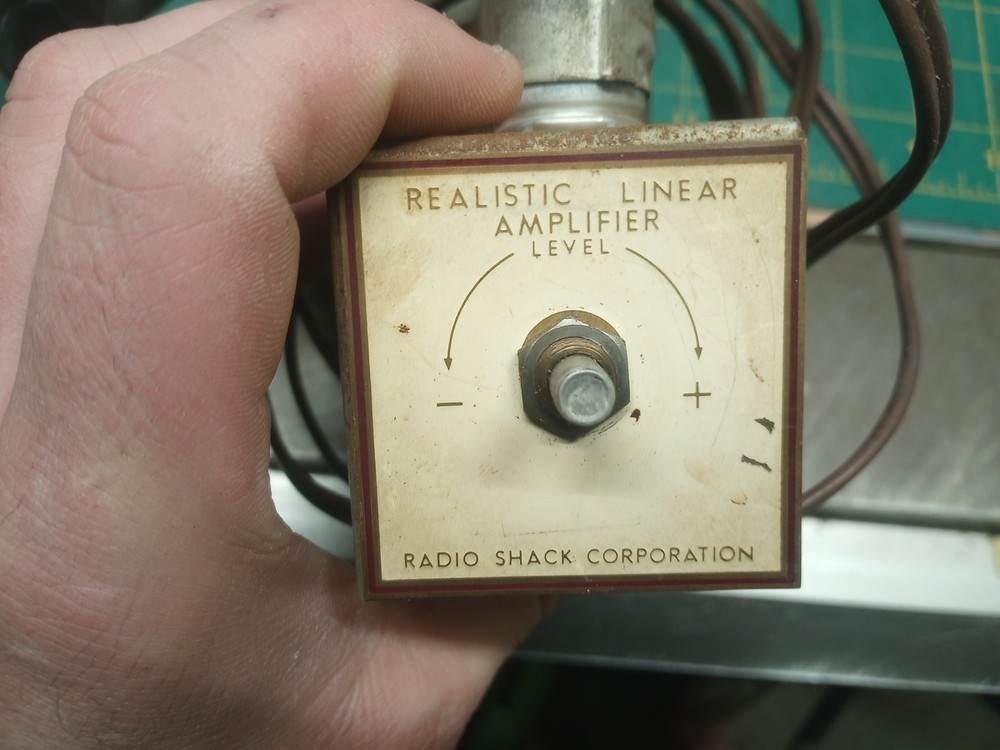 REALISTIC LINEAR
AMPLIFIER
LEVEL
- +
RADIO SHACK CORPORATION